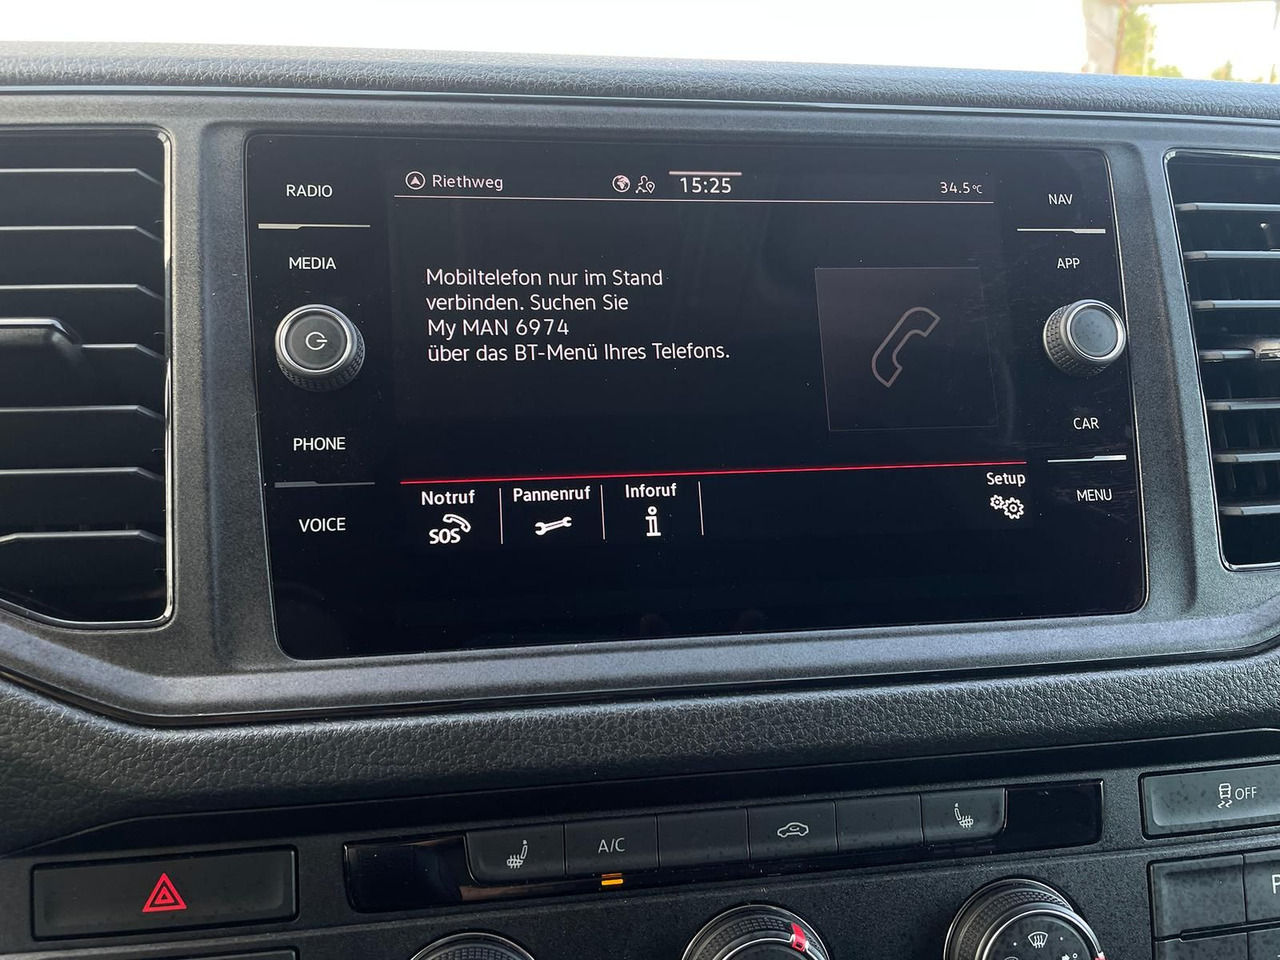 RADIO
MEDIA
PHONE
VOICE
Riethweg
15:25
34.5°C
Mobiltelefon nur im Stand
verbinden. Suchen Sie
My MAN 6974
über das BT-Menü Ihres Telefons.
Notruf
SOS
Pannenruf
Inforuf
i
Setup
NAV
APP
CAR
MENU
A/C
OFF
P